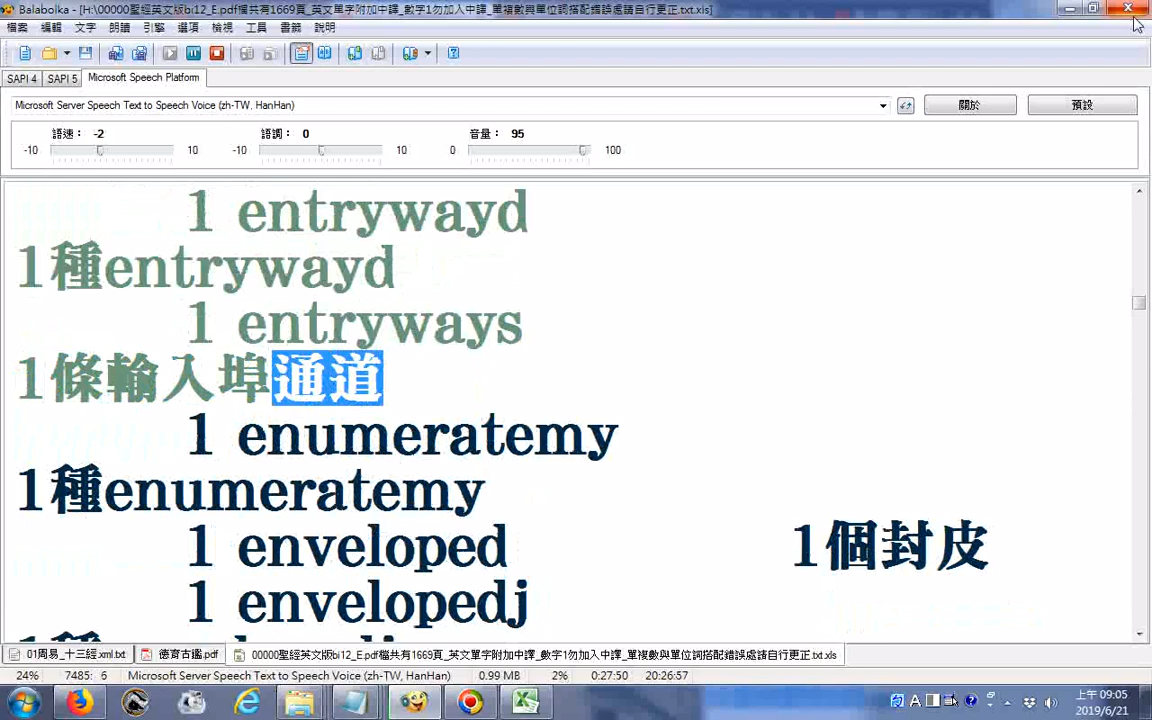 Balabolka - [H:\00000聖經英文版bi12_E.pdf檔共有1669頁_英文單字附加中譯_數字1勿加入中譯_單複數與單位詞搭配錯誤處請自行更正.txt.xls]
檔案 編輯 文字 朗讀 引擎 選項 檢視 工具 書籤 說明
SAPI 4 SAPI 5 Microsoft Speech Platform
Microsoft Server Speech Text to Speech Voice (zh-TW, HanHan) 關於 預設
語速： -2 語調： 0 音量： 95
-10 10 -10 10 0 100
1 entrywayd
1種entrywayd
1 entryways
1條輸入埠通道
1 enumeratemy
1種enumeratemy
1 enveloped 1個封皮
1 envelopedj
01周易_十三經.xml.txt 德育古鑑.pdf 00000聖經英文版bi12_E.pdf檔共有1669頁_英文單字附加中譯_數字1勿加入中譯_單複數與單位詞搭配錯誤處請自行更正.txt.xls
24% 7485: 6 Microsoft Server Speech Text to Speech Voice (zh-TW, HanHan) 0.99 MB 2% 0:27:50 20:26:57
上午 09:05
2019/6/21